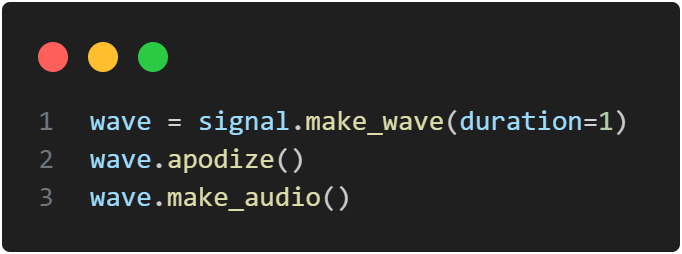 1 wave = signal.make_wave(duration=1)
2 wave.apodize()
3 wave.make_audio()